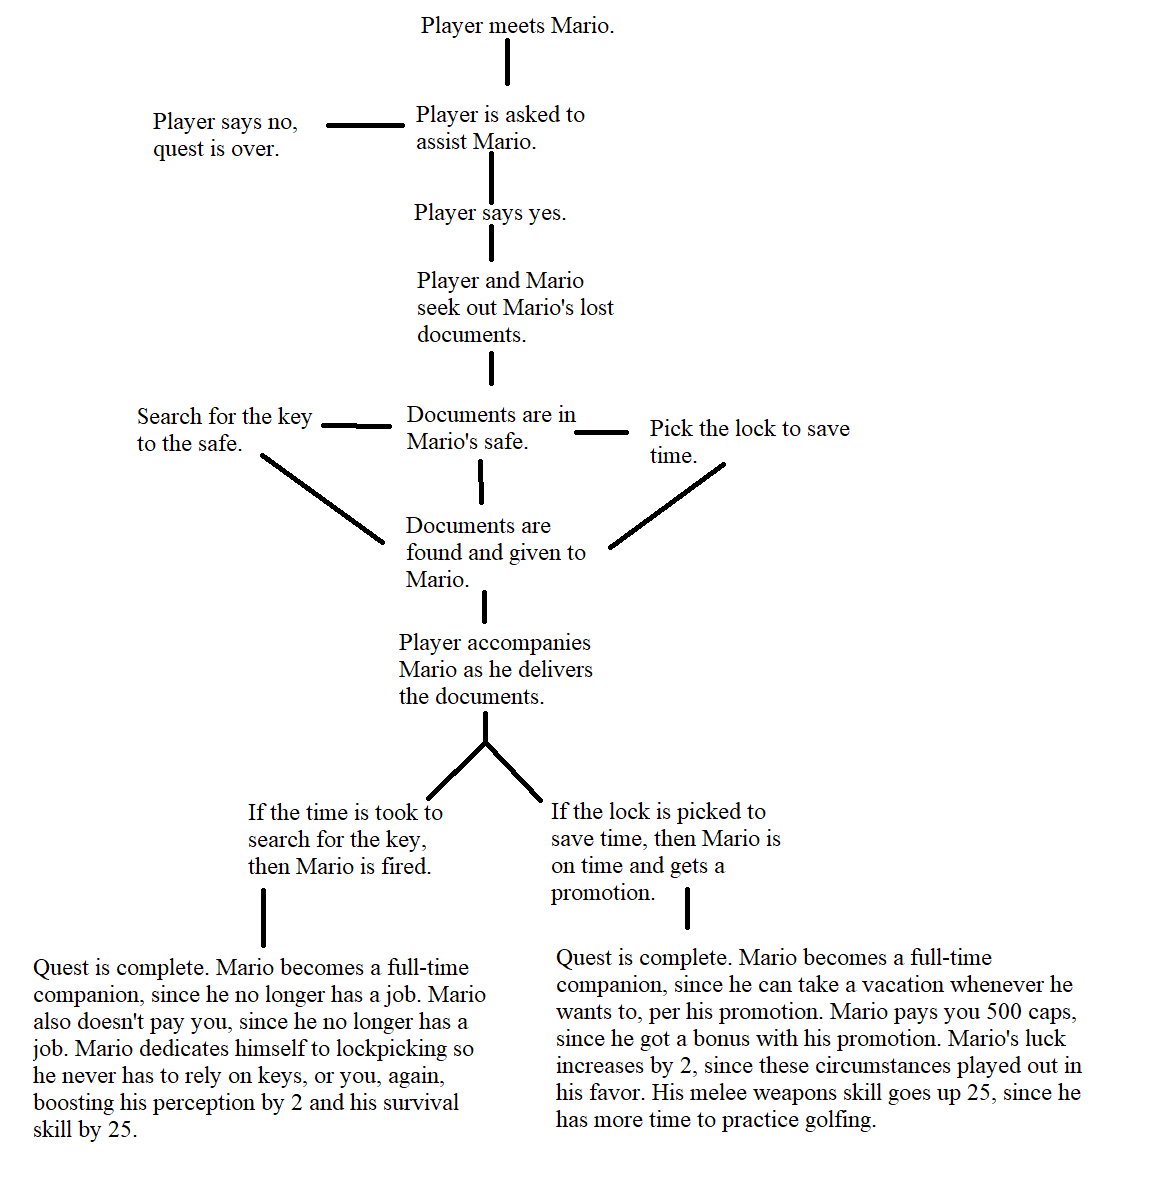 Player meets Mario.
Player says no,
quest is over.
Player is asked to
assist Mario.
Player says yes.
Player and Mario
seek out Mario's lost
documents.
Search for the key
to the safe.
Documents are in
Mario's safe.
Pick the lock to save
time.
Documents are
found and given to
Mario.
Player accompanies
Mario as he delivers
the documents.
If the time is took to
search for the key,
then Mario is fired.
If the lock is picked to
save time, then Mario is
on time and gets a
promotion.
Quest is complete. Mario becomes a full-time
companion, since he no longer has a job. Mario
also doesn't pay you, since he no longer has a
job. Mario dedicates himself to lockpicking so
he never has to rely on keys, or you, again,
boosting his perception by 2 and his survival
skill by 25.
Quest is complete. Mario becomes a full-time
companion, since he can take a vacation whenever he
wants to, per his promotion. Mario pays you 500 caps,
since he got a bonus with his promotion. Mario's luck
increases by 2, since these circumstances played out in
his favor. His melee weapons skill goes up 25, since he
has more time to practice golfing.